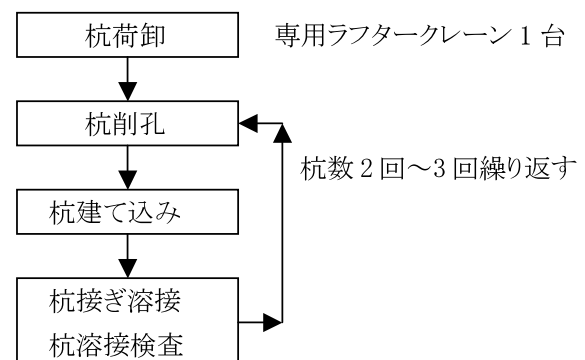 杭荷卸
専用ラフタークレーン1台
杭削孔
杭数2回～3回繰り返す
杭建て込み
杭接ぎ溶接
杭溶接検査